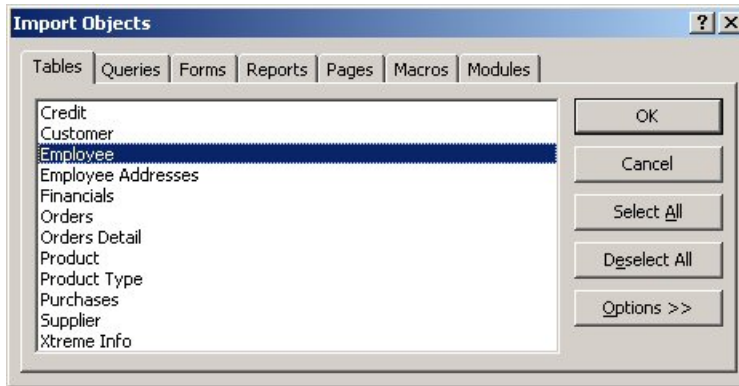 Import Objects ? X
Tables Queries Forms Reports Pages Macros Modules
Credit
Customer
Employee
Employee Addresses
Financials
Orders
Orders Detail
Product
Product Type
Purchases
Supplier
Xtreme Info
OK
Cancel
Select All
Deselect All
Options >>